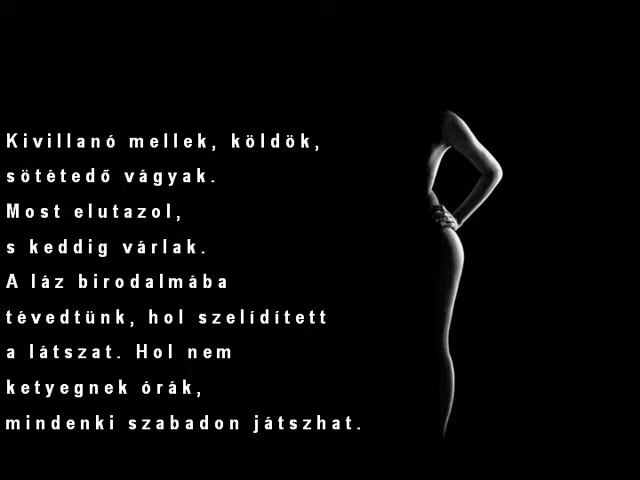 Kivillanó mellek, köldök,
sötétedő vágyak.
Most elutazol,
s keddig várlak.
A láz birodalmába
tévedtünk, hol szelídített
a látszat. Hol nem
ketyegnek órák,
mindenki szabadon játszhat.